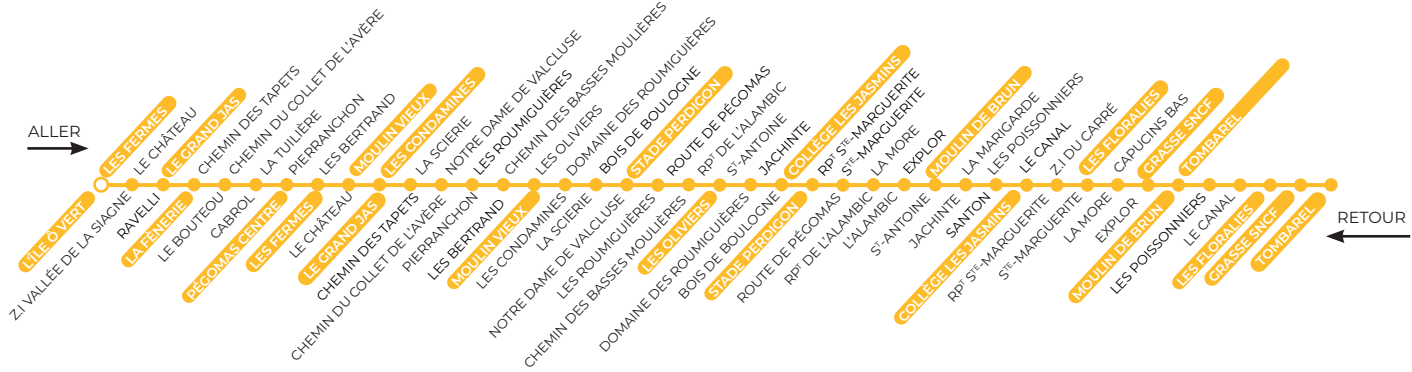 ALLER
LES FERMES
LE CHÂTEAU
LE GRAND JAS
CHEMIN DES TAPETS
CHEMIN DU COLLET DE L'AVÈRE
LA TUILIÈRE
PIERRANCHON
LES BERTRAND
MOULIN VIEUX
LES CONDAMINES
LA SCIERIE
NOTRE DAME DE VALCLUSE
LES ROUMIGUIÈRES
CHEMIN DES BASSES MOULIÈRES
LES OLIVIERS
DOMAINE DES ROUMIGUIÈRES
BOIS DE BOULOGNE
STADE PERDIGON
ROUTE DE PÉGOMAS
RPT DE L'ALAMBIC
ST-ANTOINE
JACHINTE
COLLÈGE LES JASMINS
RPT STE-MARGUERITE
STE-MARGUERITE
LA MORE
EXPLOR
MOULIN DE BRUN
LA MARIGARDE
LES POISSONNIERS
LE CANAL
Z.I DU CARRÉ
LES FLORALIES
CAPUCINS BAS
GRASSE SNCF
TOMBAREL
L'ILE Ô VERT
Z.I VALLÉE DE LA SIAGNE
RAVELLI
LA FÈNERIE
LE BOUTEOU
CABROL
PÉGOMAS CENTRE
LES FERMES
LE CHÂTEAU
LE GRAND JAS
CHEMIN DES TAPETS
CHEMIN DU COLLET DE L'AVÈRE
PIERRANCHON
LES BERTRAND
MOULIN VIEUX
LES CONDAMINES
LA SCIERIE
NOTRE DAME DE VALCLUSE
LES ROUMIGUIÈRES
CHEMIN DES BASSES MOULIÈRES
LES OLIVIERS
DOMAINE DES ROUMIGUIÈRES
BOIS DE BOULOGNE
STADE PERDIGON
ROUTE DE PÉGOMAS
RPT DE L'ALAMBIC
L'ALAMBIC
ST-ANTOINE
JACHINTE
SANTON
COLLÈGE LES JASMINS
RPT STE-MARGUERITE
STE-MARGUERITE
LA MORE
EXPLOR
MOULIN DE BRUN
LES POISSONNIERS
LE CANAL
LES FLORALIES
GRASSE SNCF
TOMBAREL
RETOUR